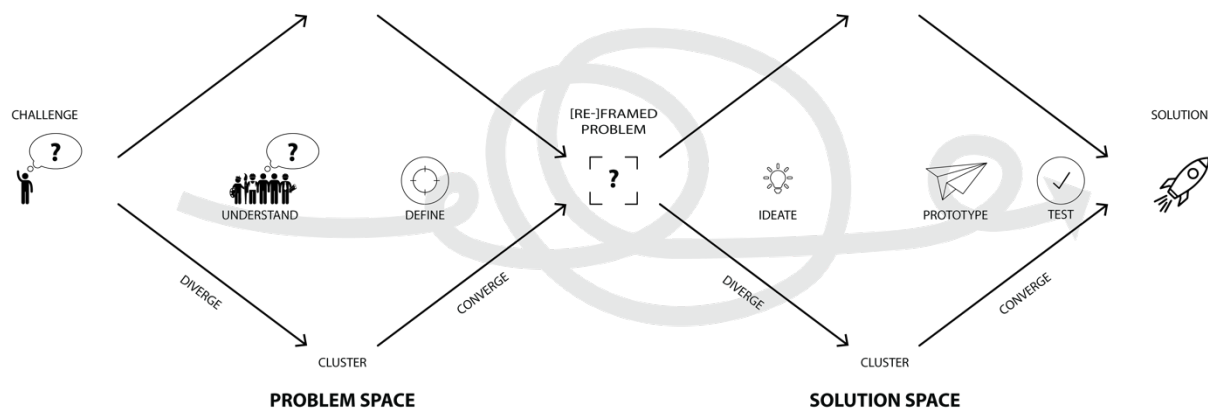 CHALLENGE
?
?
UNDERSTAND
DEFINE
[RE-]FRAMED
PROBLEM
?
IDEATE
PROTOTYPE
TEST
SOLUTION
DIVERGE
CONVERGE
DIVERGE
CONVERGE
CLUSTER
CLUSTER
PROBLEM SPACE
SOLUTION SPACE